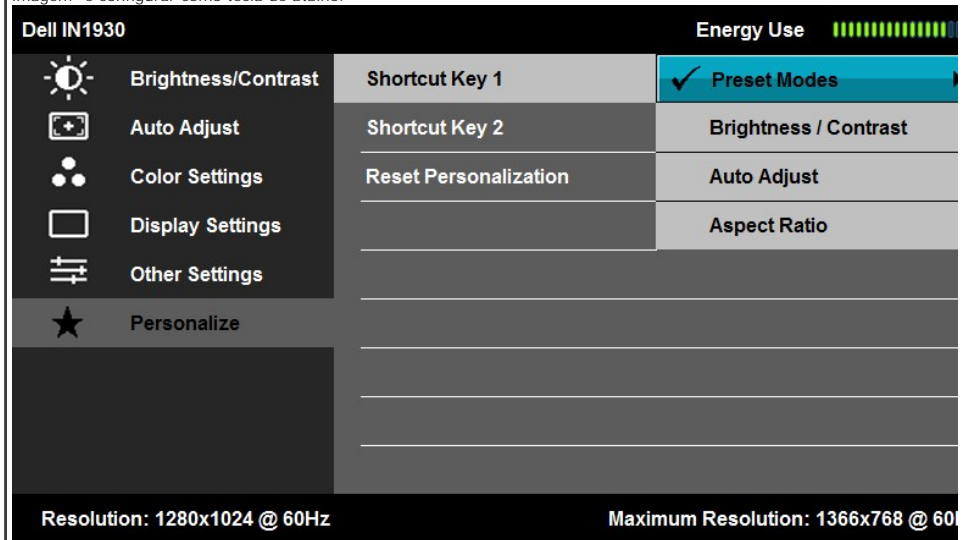 Dell IN1930 Energy Use
Brightness/Contrast Shortcut Key 1 Preset Modes
Auto Adjust Shortcut Key 2 Brightness / Contrast
Color Settings Reset Personalization Auto Adjust
Display Settings Aspect Ratio
Other Settings
Personalize
Resolution: 1280x1024 @ 60Hz Maximum Resolution: 1366x768 @